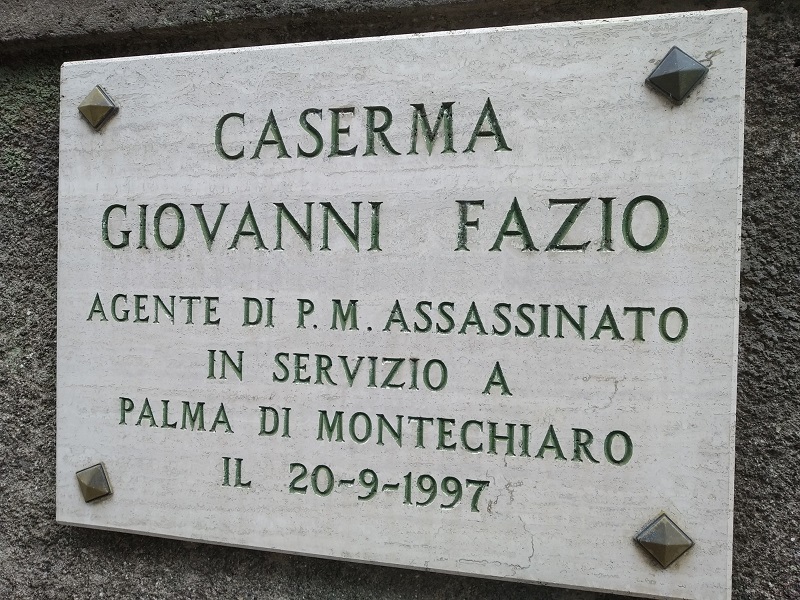 CASERMA
GIOVANNI FAZIO
AGENTE DI P.M. ASSASSINATO
IN SERVIZIO A
PALMA DI MONTECHIARO
IL 20-9-1997